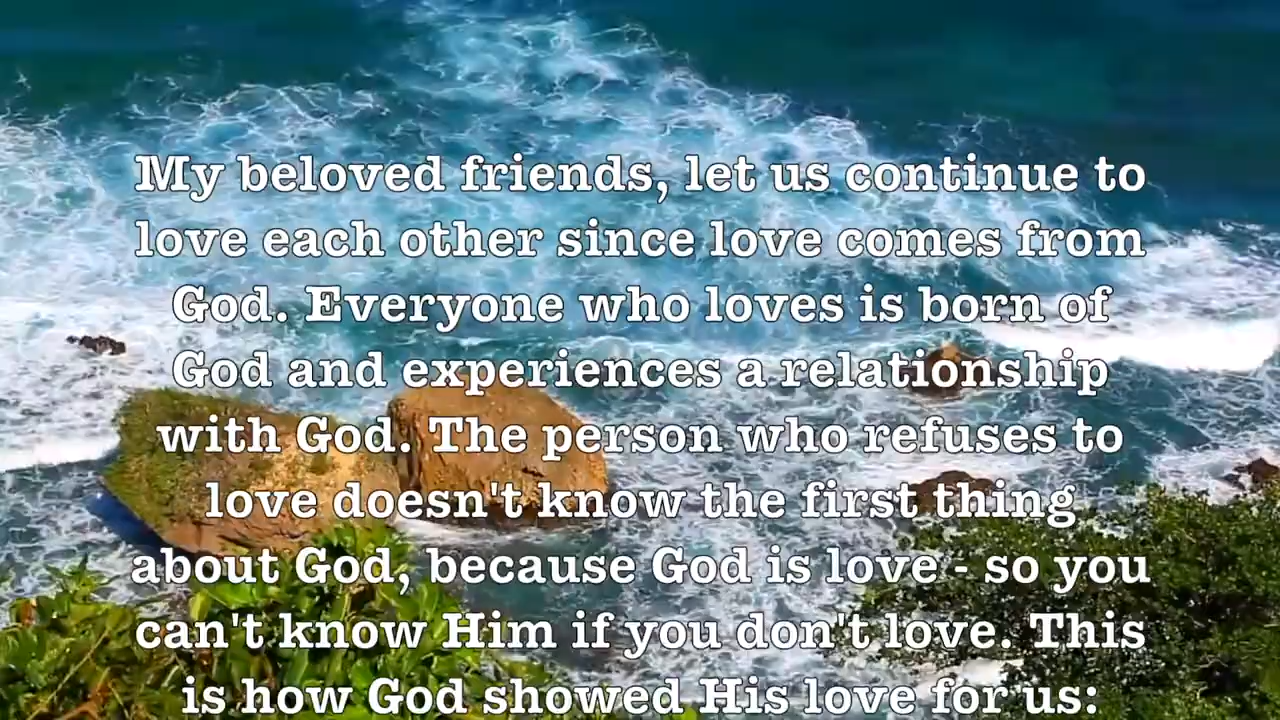 My beloved friends, let us continue to
love each other since love comes from
God. Everyone who loves is born of
God and experiences a relationship
with God. The person who refuses to
love doesn't know the first thing
about God, because God is love - so you
can't know Him if you don't love. This
is how God showed His love for us: